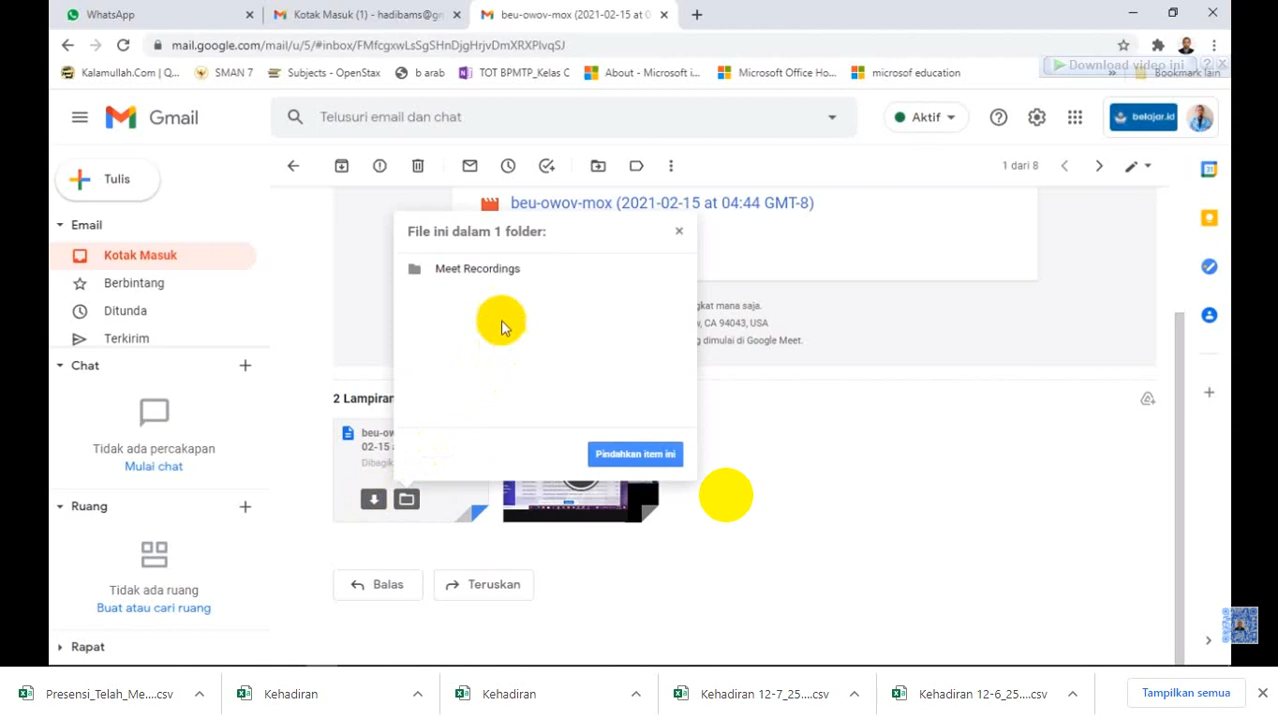 WhatsApp
Kotak Masuk (1) - hadibams@gn
beu-owov-mox (2021-02-15 at 0
mail.google.com/mail/u/5/#inbox/FMfcgxwLsSgSHnDjgHrjvDmXRXPlvqSJ
Kalamullah.Com | Q...
SMAN 7
Subjects - OpenStax
b arab
TOT BPMTP_Kelas C
About - Microsoft i...
Microsoft Office Ho...
microsof education
Download video ini
?
Bookmark lain
Gmail
Telusuri email dan chat
Aktif
belajar.id
Tulis
1 dari 8
Email
Kotak Masuk
Berbintang
Ditunda
Terkirim
Chat
Tidak ada percakapan
Mulai chat
Ruang
Tidak ada ruang
Buat atau cari ruang
Rapat
beu-owov-mox (2021-02-15 at 04:44 GMT-8)
File ini dalam 1 folder:
Meet Recordings
Pindahkan item ini
gkat mana saja.
, CA 94043, USA
ng dimulai di Google Meet.
2 Lampiran
beu-ow
02-15 a
Dibagik
Balas
Teruskan
Presensi_Telah_Me....csv
Kehadiran
Kehadiran
Kehadiran 12-7_25....csv
Kehadiran 12-6_25....csv
Tampilkan semua